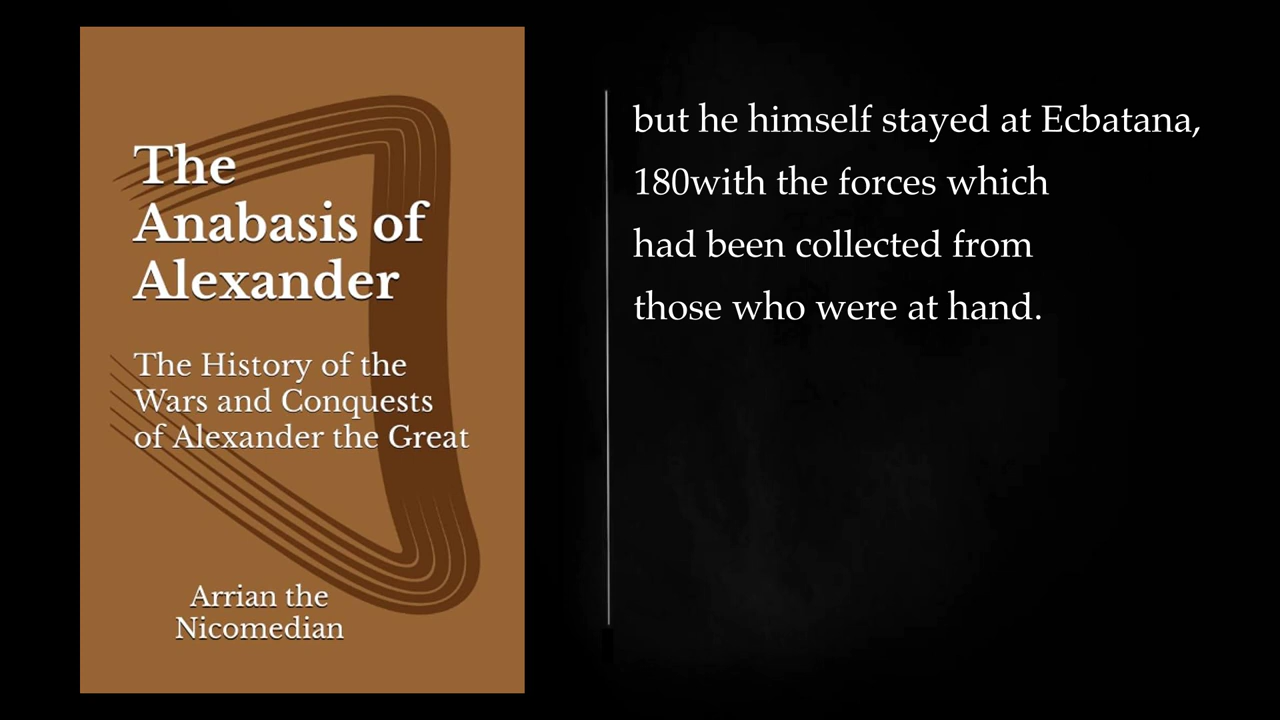 The
Anabasis of
Alexander
The History of the
Wars and Conquests
of Alexander the Great
Arrian the
Nicomedian
but he himself stayed at Ecbatana,
180with the forces which
had been collected from
those who were at hand.